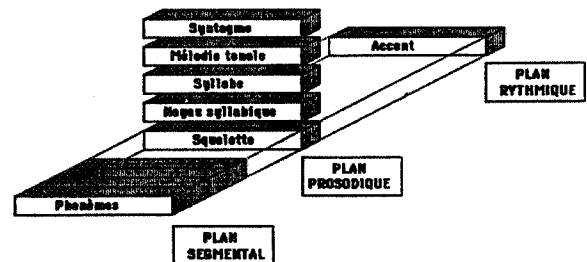 Syntagme
Mélodie tonale
Accent
Syllabe
PLAN
RYTHMIQUE
Noyau syllabique
Squelette
PLAN
PROSODIQUE
Phonèmes
PLAN
SEGMENTAL